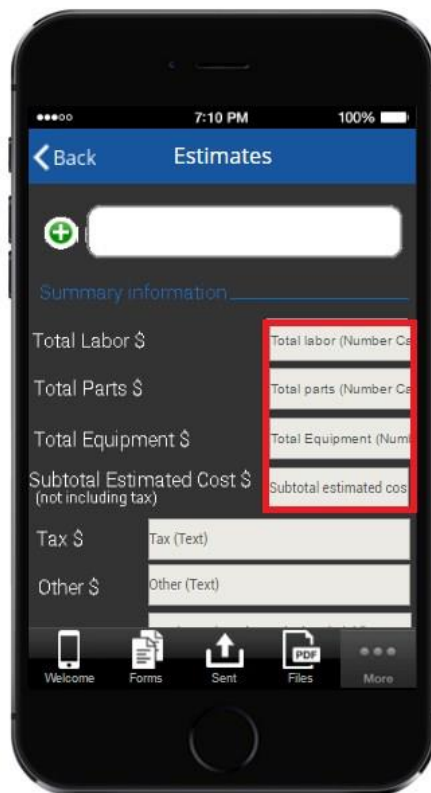 7:10 PM 100%
Back Estimates
Summary information
Total Labor $ Total labor (Number Ca
Total Parts $ Total parts (Number Ca
Total Equipment $ Total Equipment (Num
Subtotal Estimated Cost $ Subtotal estimated cos
(not including tax)
Tax $ Tax (Text)
Other $ Other (Text)
PDF
Welcome Forms Sent Files More